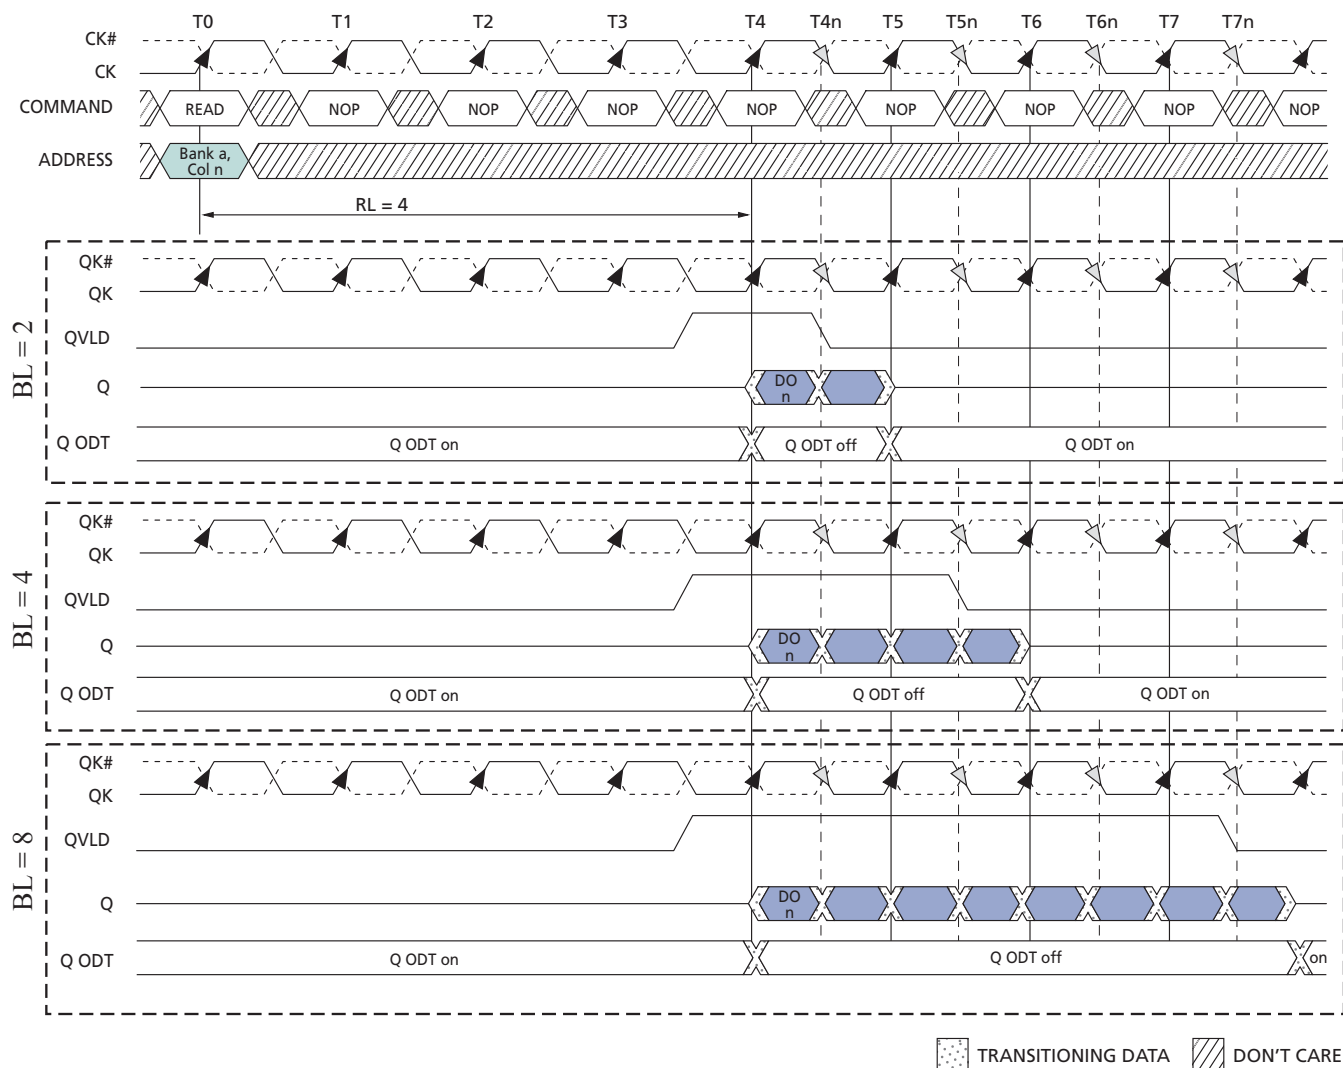 T0 T1 T2 T3 T4 T4n T5 T5n T6 T6n T7 T7n
CK#
CK
COMMAND READ NOP NOP NOP NOP NOP NOP NOP NOP
ADDRESS Bank a,
Col n
RL = 4
BL = 2
QK#
QK
QVLD
Q DO
n
Q ODT Q ODT on Q ODT off Q ODT on
BL = 4
QK#
QK
QVLD
Q DO
n
Q ODT Q ODT on Q ODT off Q ODT on
BL = 8
QK#
QK
QVLD
Q DO
n
Q ODT Q ODT on Q ODT off on
TRANSITIONING DATA DON'T CARE